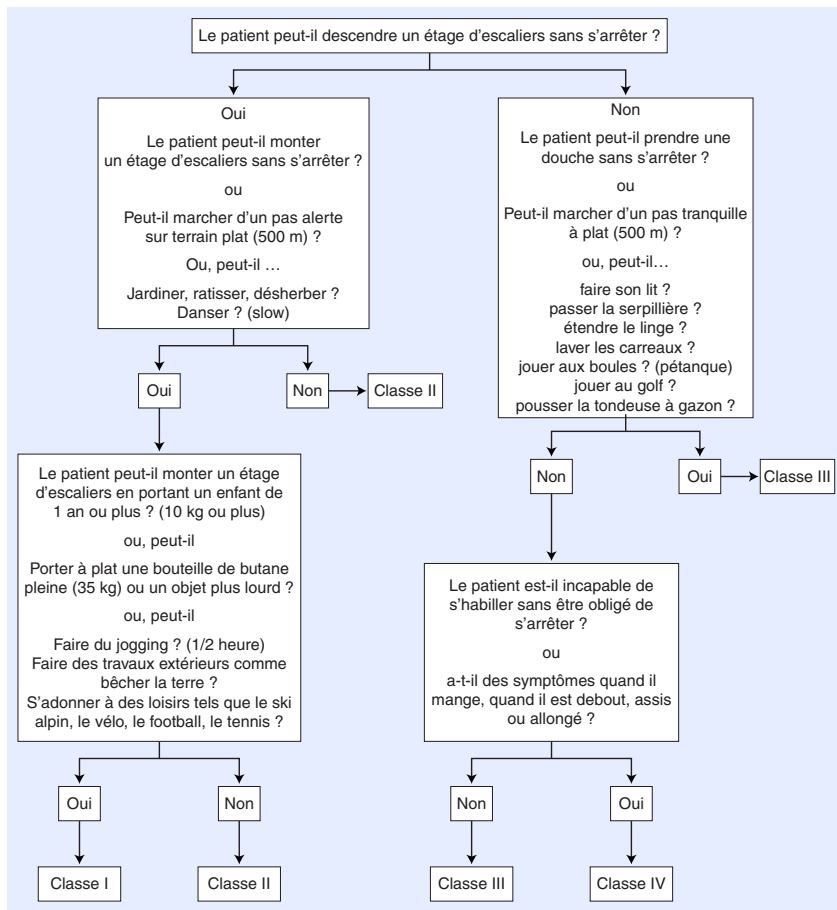 Le patient peut-il descendre un étage d'escaliers sans s'arrêter ?
Oui
Le patient peut-il monter
un étage d'escaliers sans s'arrêter ?
ou
Peut-il marcher d'un pas alerte
sur terrain plat (500 m) ?
Ou, peut-il ...
Jardiner, ratisser, désherber ?
Danser ? (slow)
Non
Le patient peut-il prendre une
douche sans s'arrêter ?
ou
Peut-il marcher d'un pas tranquille
à plat (500 m) ?
ou, peut-il...
faire son lit ?
passer la serpillière ?
étendre le linge ?
laver les carreaux ?
jouer aux boules ? (pétanque)
jouer au golf ?
pousser la tondeuse à gazon ?
Oui
Non
Classe II
Non
Oui
Classe III
Le patient peut-il monter un étage
d'escaliers en portant un enfant de
1 an ou plus ? (10 kg ou plus)
ou, peut-il
Porter à plat une bouteille de butane
pleine (35 kg) ou un objet plus lourd ?
ou, peut-il
Faire du jogging ? (1/2 heure)
Faire des travaux extérieurs comme
bêcher la terre ?
S'adonner à des loisirs tels que le ski
alpin, le vélo, le football, le tennis ?
Le patient est-il incapable de
s'habiller sans être obligé de
s'arrêter ?
ou
a-t-il des symptômes quand il
mange, quand il est debout, assis
ou allongé ?
Oui
Non
Non
Oui
Classe I
Classe II
Classe III
Classe IV